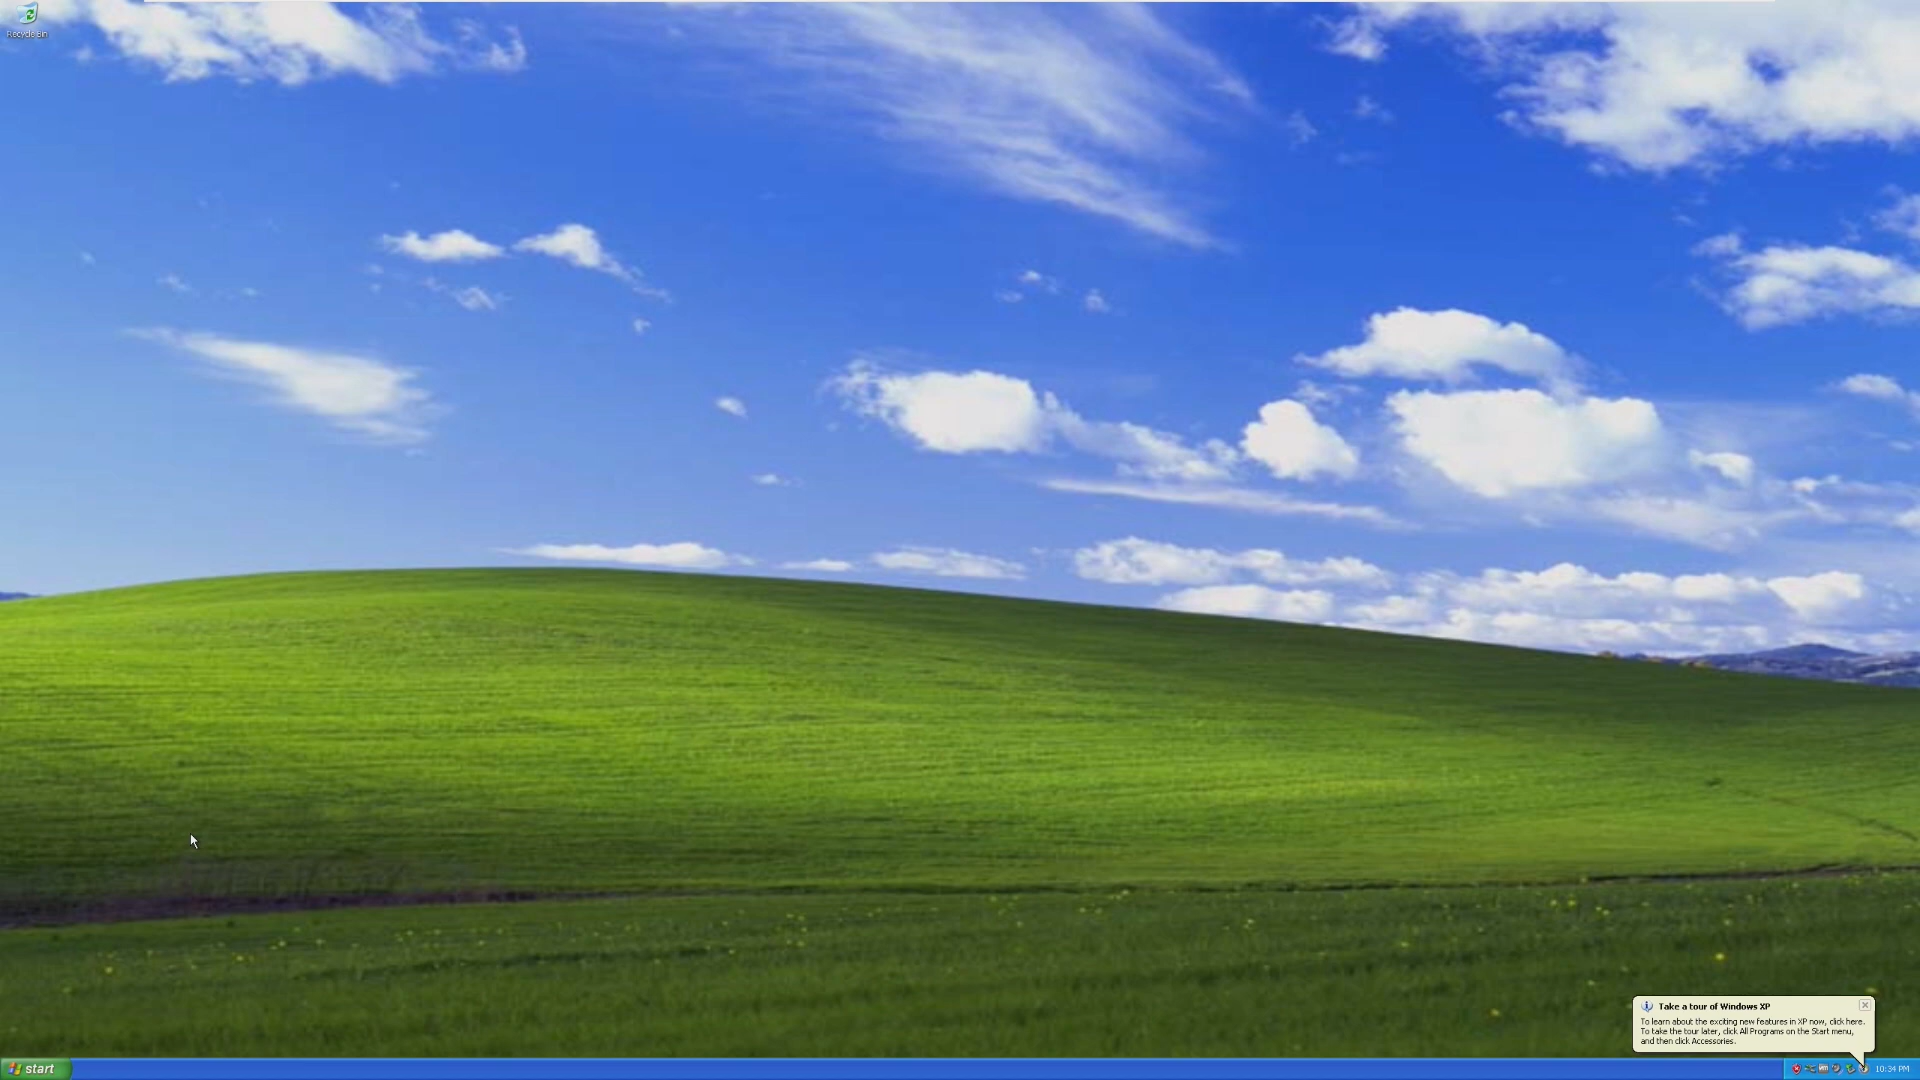 Recycle Bin
Take a tour of Windows XP
To learn about the exciting new features in XP now, click here.
To take the tour later, click All Programs on the Start menu,
and then click Accessories.
start
10:34 PM